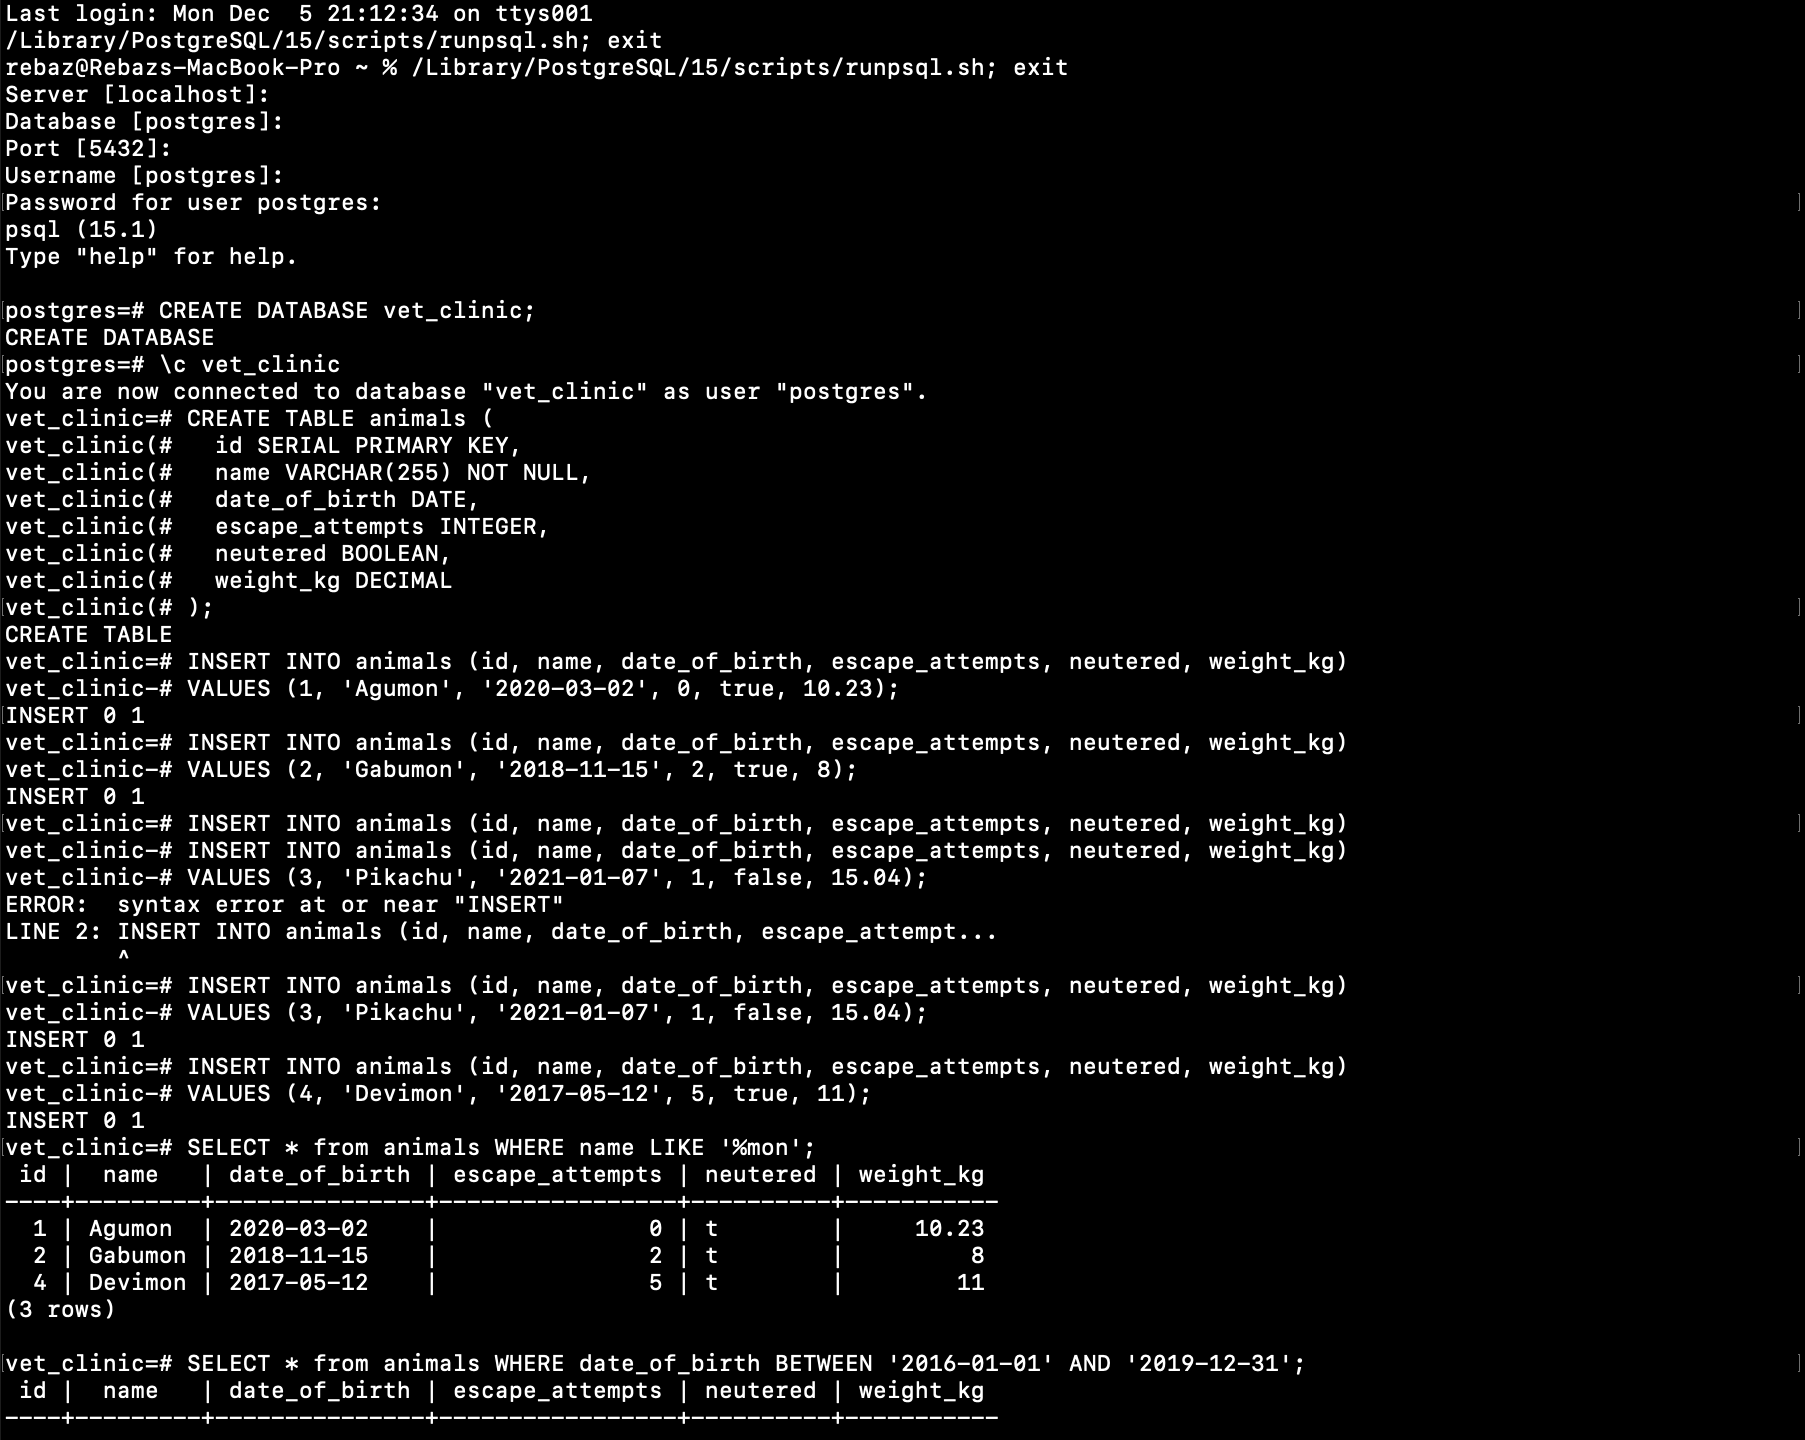 Last login: Mon Dec  5 21:12:34 on ttys001
/Library/PostgreSQL/15/scripts/runpsql.sh; exit
rebaz@Rebazs-MacBook-Pro ~ % /Library/PostgreSQL/15/scripts/runpsql.sh; exit
Server [localhost]:
Database [postgres]:
Port [5432]:
Username [postgres]:
Password for user postgres:
psql (15.1)
Type "help" for help.

postgres=# CREATE DATABASE vet_clinic;
CREATE DATABASE
postgres=# \c vet_clinic
You are now connected to database "vet_clinic" as user "postgres".
vet_clinic=# CREATE TABLE animals (
vet_clinic(#   id SERIAL PRIMARY KEY,
vet_clinic(#   name VARCHAR(255) NOT NULL,
vet_clinic(#   date_of_birth DATE,
vet_clinic(#   escape_attempts INTEGER,
vet_clinic(#   neutered BOOLEAN,
vet_clinic(#   weight_kg DECIMAL
vet_clinic(# );
CREATE TABLE
vet_clinic=# INSERT INTO animals (id, name, date_of_birth, escape_attempts, neutered, weight_kg)
vet_clinic-# VALUES (1, 'Agumon', '2020-03-02', 0, true, 10.23);
INSERT 0 1
vet_clinic=# INSERT INTO animals (id, name, date_of_birth, escape_attempts, neutered, weight_kg)
vet_clinic-# VALUES (2, 'Gabumon', '2018-11-15', 2, true, 8);
INSERT 0 1
vet_clinic=# INSERT INTO animals (id, name, date_of_birth, escape_attempts, neutered, weight_kg)
vet_clinic-# INSERT INTO animals (id, name, date_of_birth, escape_attempts, neutered, weight_kg)
vet_clinic-# VALUES (3, 'Pikachu', '2021-01-07', 1, false, 15.04);
ERROR:  syntax error at or near "INSERT"
LINE 2: INSERT INTO animals (id, name, date_of_birth, escape_attempt...
        ^
vet_clinic=# INSERT INTO animals (id, name, date_of_birth, escape_attempts, neutered, weight_kg)
vet_clinic-# VALUES (3, 'Pikachu', '2021-01-07', 1, false, 15.04);
INSERT 0 1
vet_clinic=# INSERT INTO animals (id, name, date_of_birth, escape_attempts, neutered, weight_kg)
vet_clinic-# VALUES (4, 'Devimon', '2017-05-12', 5, true, 11);
INSERT 0 1
vet_clinic=# SELECT * from animals WHERE name LIKE '%mon';
 id |  name   | date_of_birth | escape_attempts | neutered | weight_kg
----+---------+---------------+-----------------+----------+-----------
  1 | Agumon  | 2020-03-02    |               0 | t        |     10.23
  2 | Gabumon | 2018-11-15    |               2 | t        |         8
  4 | Devimon | 2017-05-12    |               5 | t        |        11
(3 rows)

vet_clinic=# SELECT * from animals WHERE date_of_birth BETWEEN '2016-01-01' AND '2019-12-31';
 id |  name   | date_of_birth | escape_attempts | neutered | weight_kg
----+---------+---------------+-----------------+----------+-----------